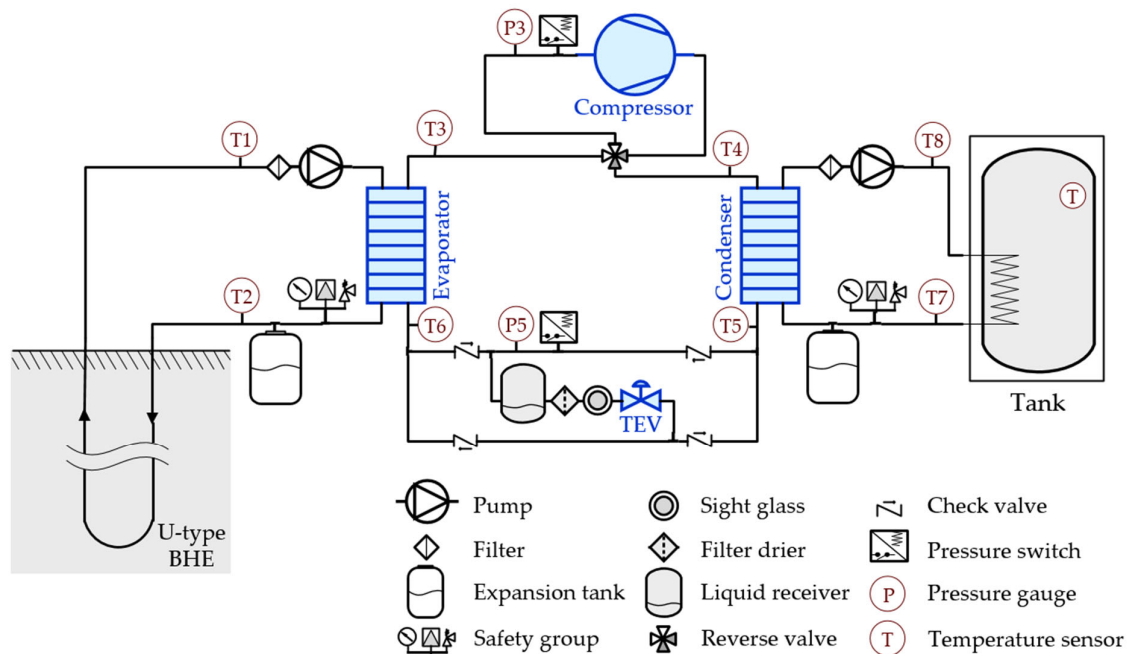 P3
Compressor
T1
T3
T4
T8
T
Evaporator
Condenser
T2
T6
P5
T5
T7
TEV
Tank
U-type
BHE
Pump
Sight glass
Check valve
Filter
Filter drier
Pressure switch
Expansion tank
Liquid receiver
P
Pressure gauge
Safety group
Reverse valve
T
Temperature sensor